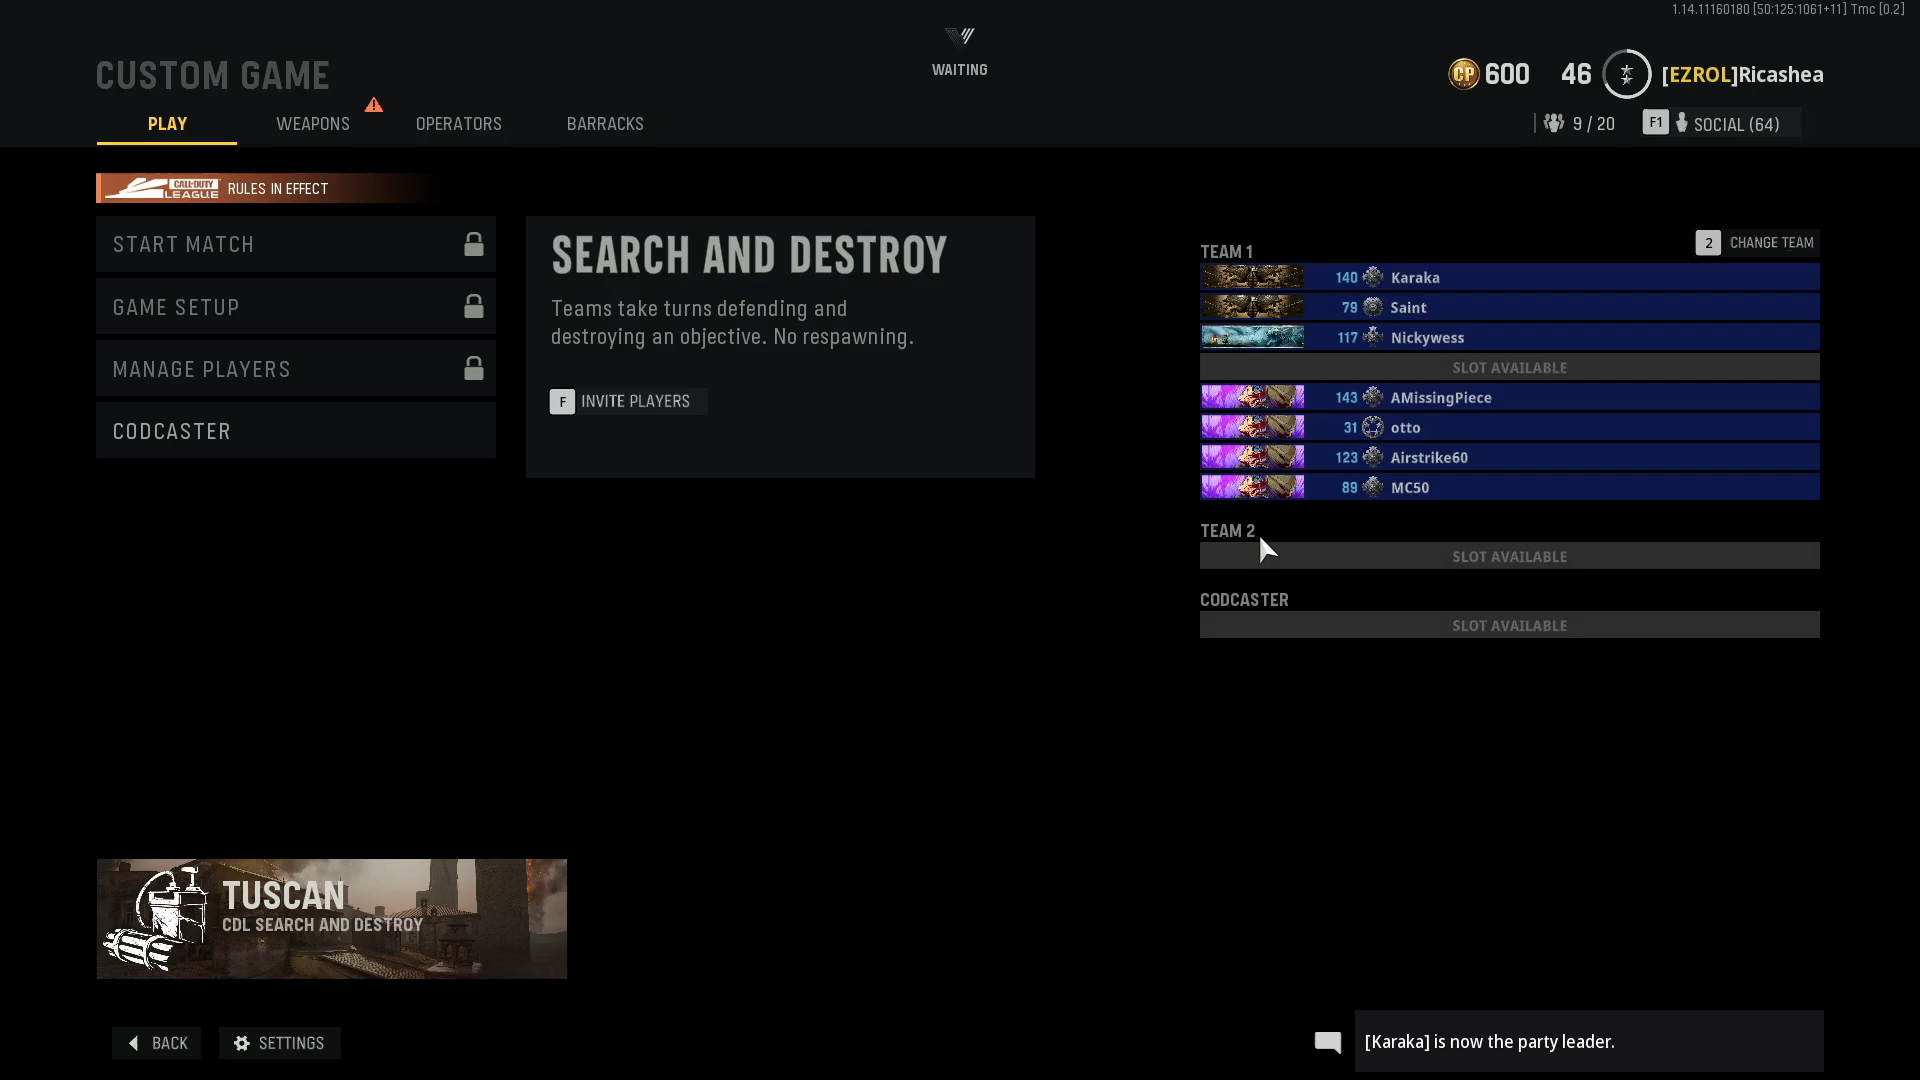 1.14.11160180 [50:125:1061+11] Tmc [0.2]
WAITING
CUSTOM GAME
CP 600 46 [EZROL]Ricashea
PLAY WEAPONS OPERATORS BARRACKS
9 / 20 F1 SOCIAL (64)
CALL OF DUTY LEAGUE RULES IN EFFECT
START MATCH
GAME SETUP
MANAGE PLAYERS
CODCASTER
SEARCH AND DESTROY
Teams take turns defending and
destroying an objective. No respawning.
F INVITE PLAYERS
2 CHANGE TEAM
TEAM 1
140 Karaka
79 Saint
117 Nickywess
SLOT AVAILABLE
143 AMissingPiece
31 otto
123 Airstrike60
89 MC50
TEAM 2
SLOT AVAILABLE
CODCASTER
SLOT AVAILABLE
TUSCAN
CDL SEARCH AND DESTROY
BACK SETTINGS
[Karaka] is now the party leader.